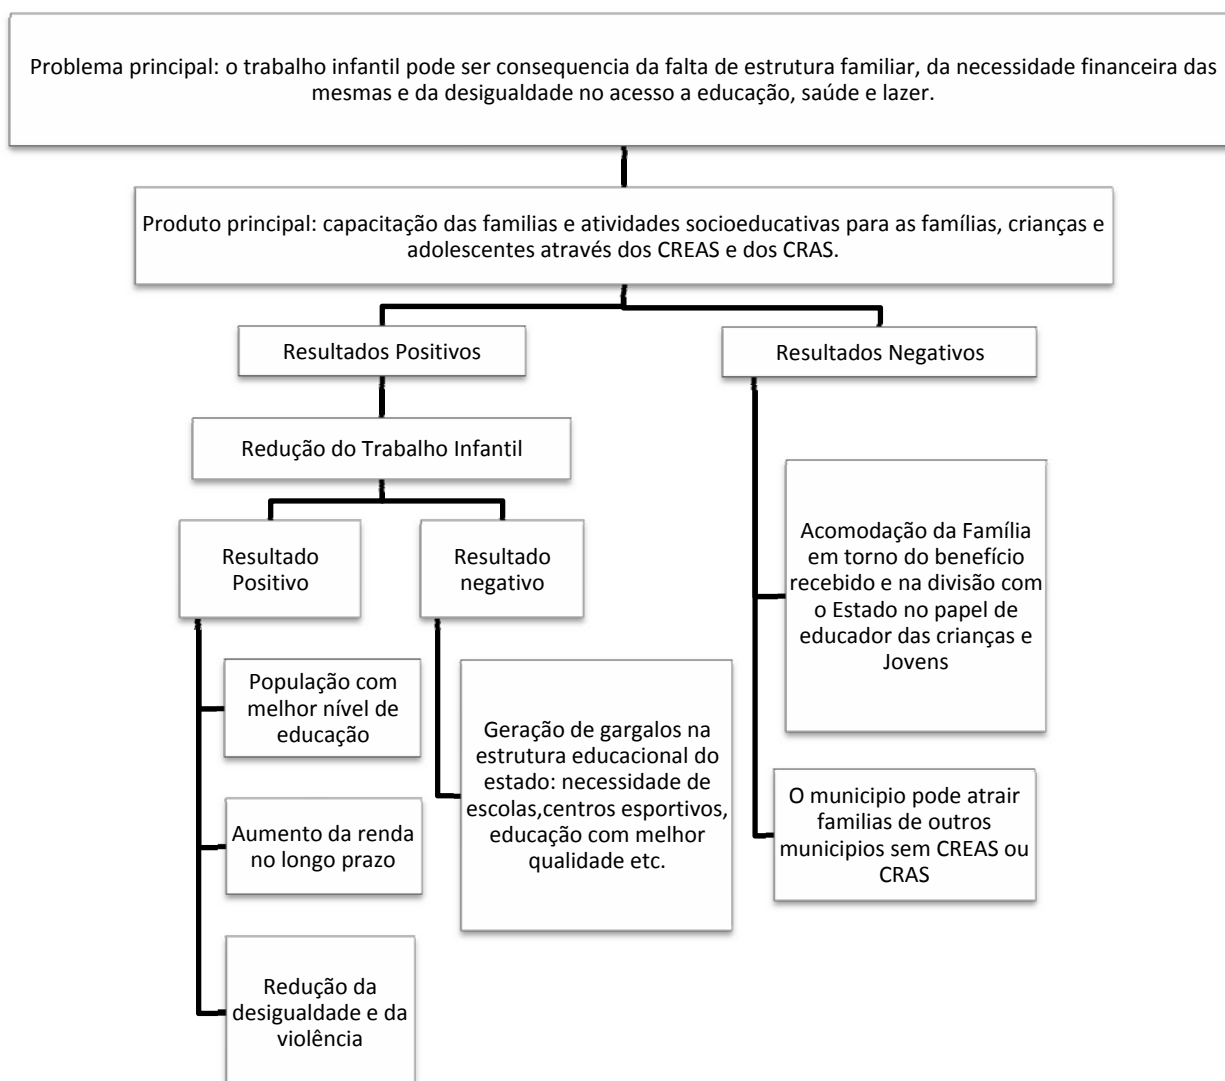 Problema principal: o trabalho infantil pode ser consequencia da falta de estrutura familiar, da necessidade financeira das
mesmas e da desigualdade no acesso a educação, saúde e lazer.
Produto principal: capacitação das familias e atividades socioeducativas para as famílias, crianças e
adolescentes através dos CREAS e dos CRAS.
Resultados Positivos
Redução do Trabalho Infantil
Resultado
Positivo
População com
melhor nível de
educação
Aumento da renda
no longo prazo
Redução da
desigualdade e da
violência
Resultado
negativo
Geração de gargalos na
estrutura educacional do
estado: necessidade de
escolas,centros esportivos,
educação com melhor
qualidade etc.
Resultados Negativos
Acomodação da Família
em torno do benefício
recebido e na divisão com
o Estado no papel de
educador das crianças e
Jovens
O municipio pode atrair
familias de outros
municipios sem CREAS ou
CRAS